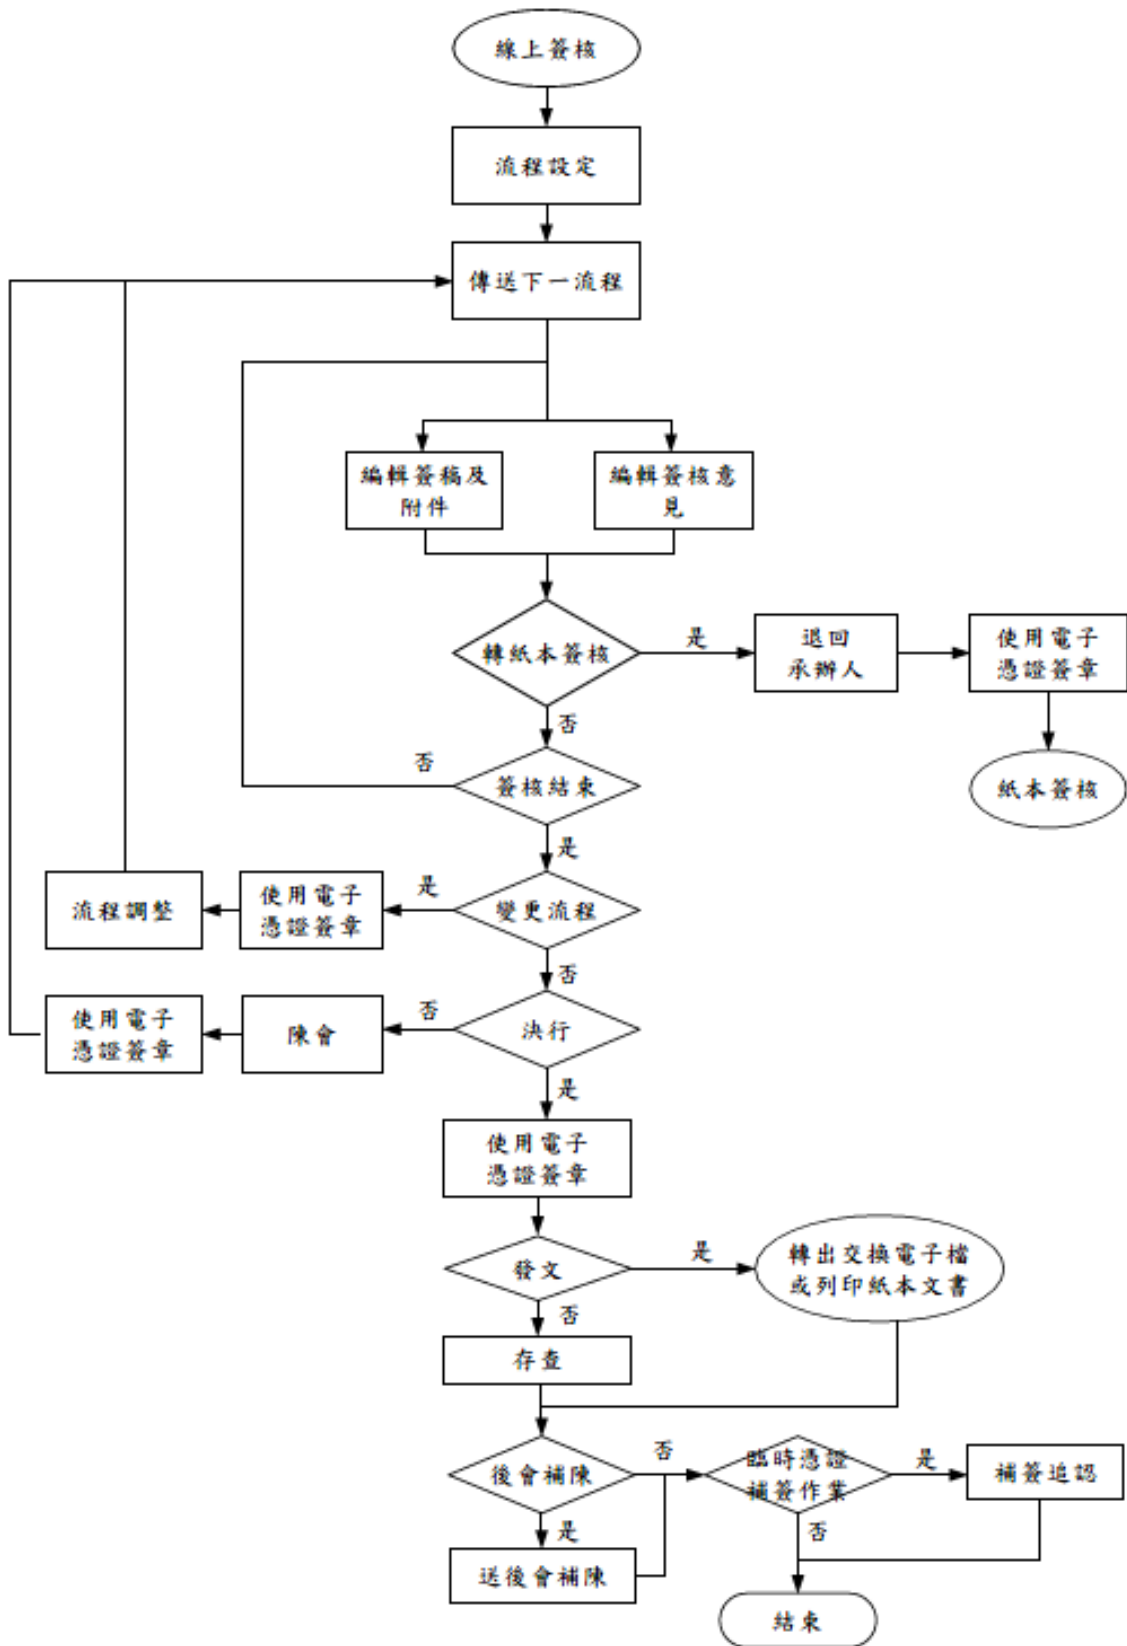 線上簽核
流程設定
傳送下一流程
編輯簽稿及
附件
編輯簽核意
見
轉紙本簽核
是
退回
承辦人
使用電子
憑證簽章
否
紙本簽核
簽核結束
否
是
變更流程
是
使用電子
憑證簽章
流程調整
否
決行
否
陳會
使用電子
憑證簽章
是
使用電子
憑證簽章
發文
是
轉出交換電子檔
或列印紙本文書
否
存查
後會補陳
否
臨時憑證
補簽作業
是
補簽追認
是
否
送後會補陳
結束